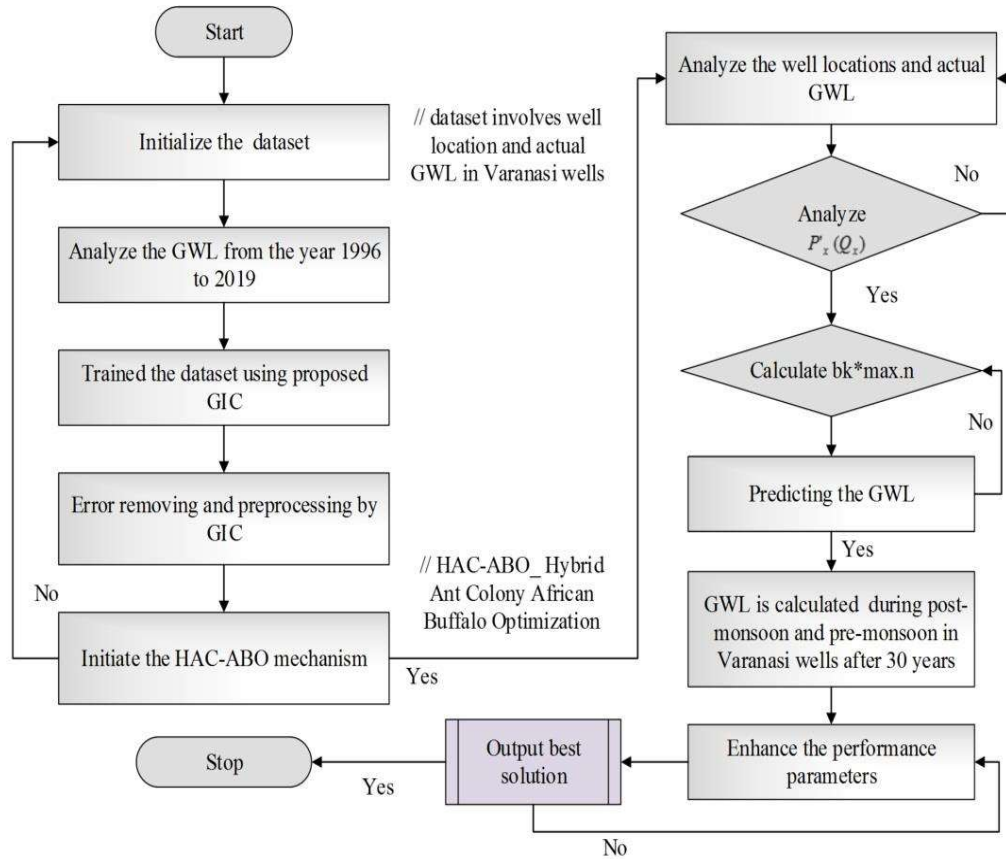 Start
Initialize the dataset
// dataset involves well
location and actual
GWL in Varanasi wells
Analyze the GWL from the year 1996
to 2019
Trained the dataset using proposed
GIC
Error removing and preprocessing by
GIC
No
// HAC-ABO_ Hybrid
Ant Colony African
Buffalo Optimization
Initiate the HAC-ABO mechanism
Yes
Analyze the well locations and actual
GWL
No
Analyze
P'ₓ (Qₓ)
Yes
Calculate bk*max.n
No
Predicting the GWL
Yes
GWL is calculated during post-
monsoon and pre-monsoon in
Varanasi wells after 30 years
Enhance the performance
parameters
Output best
solution
No
Yes
Stop